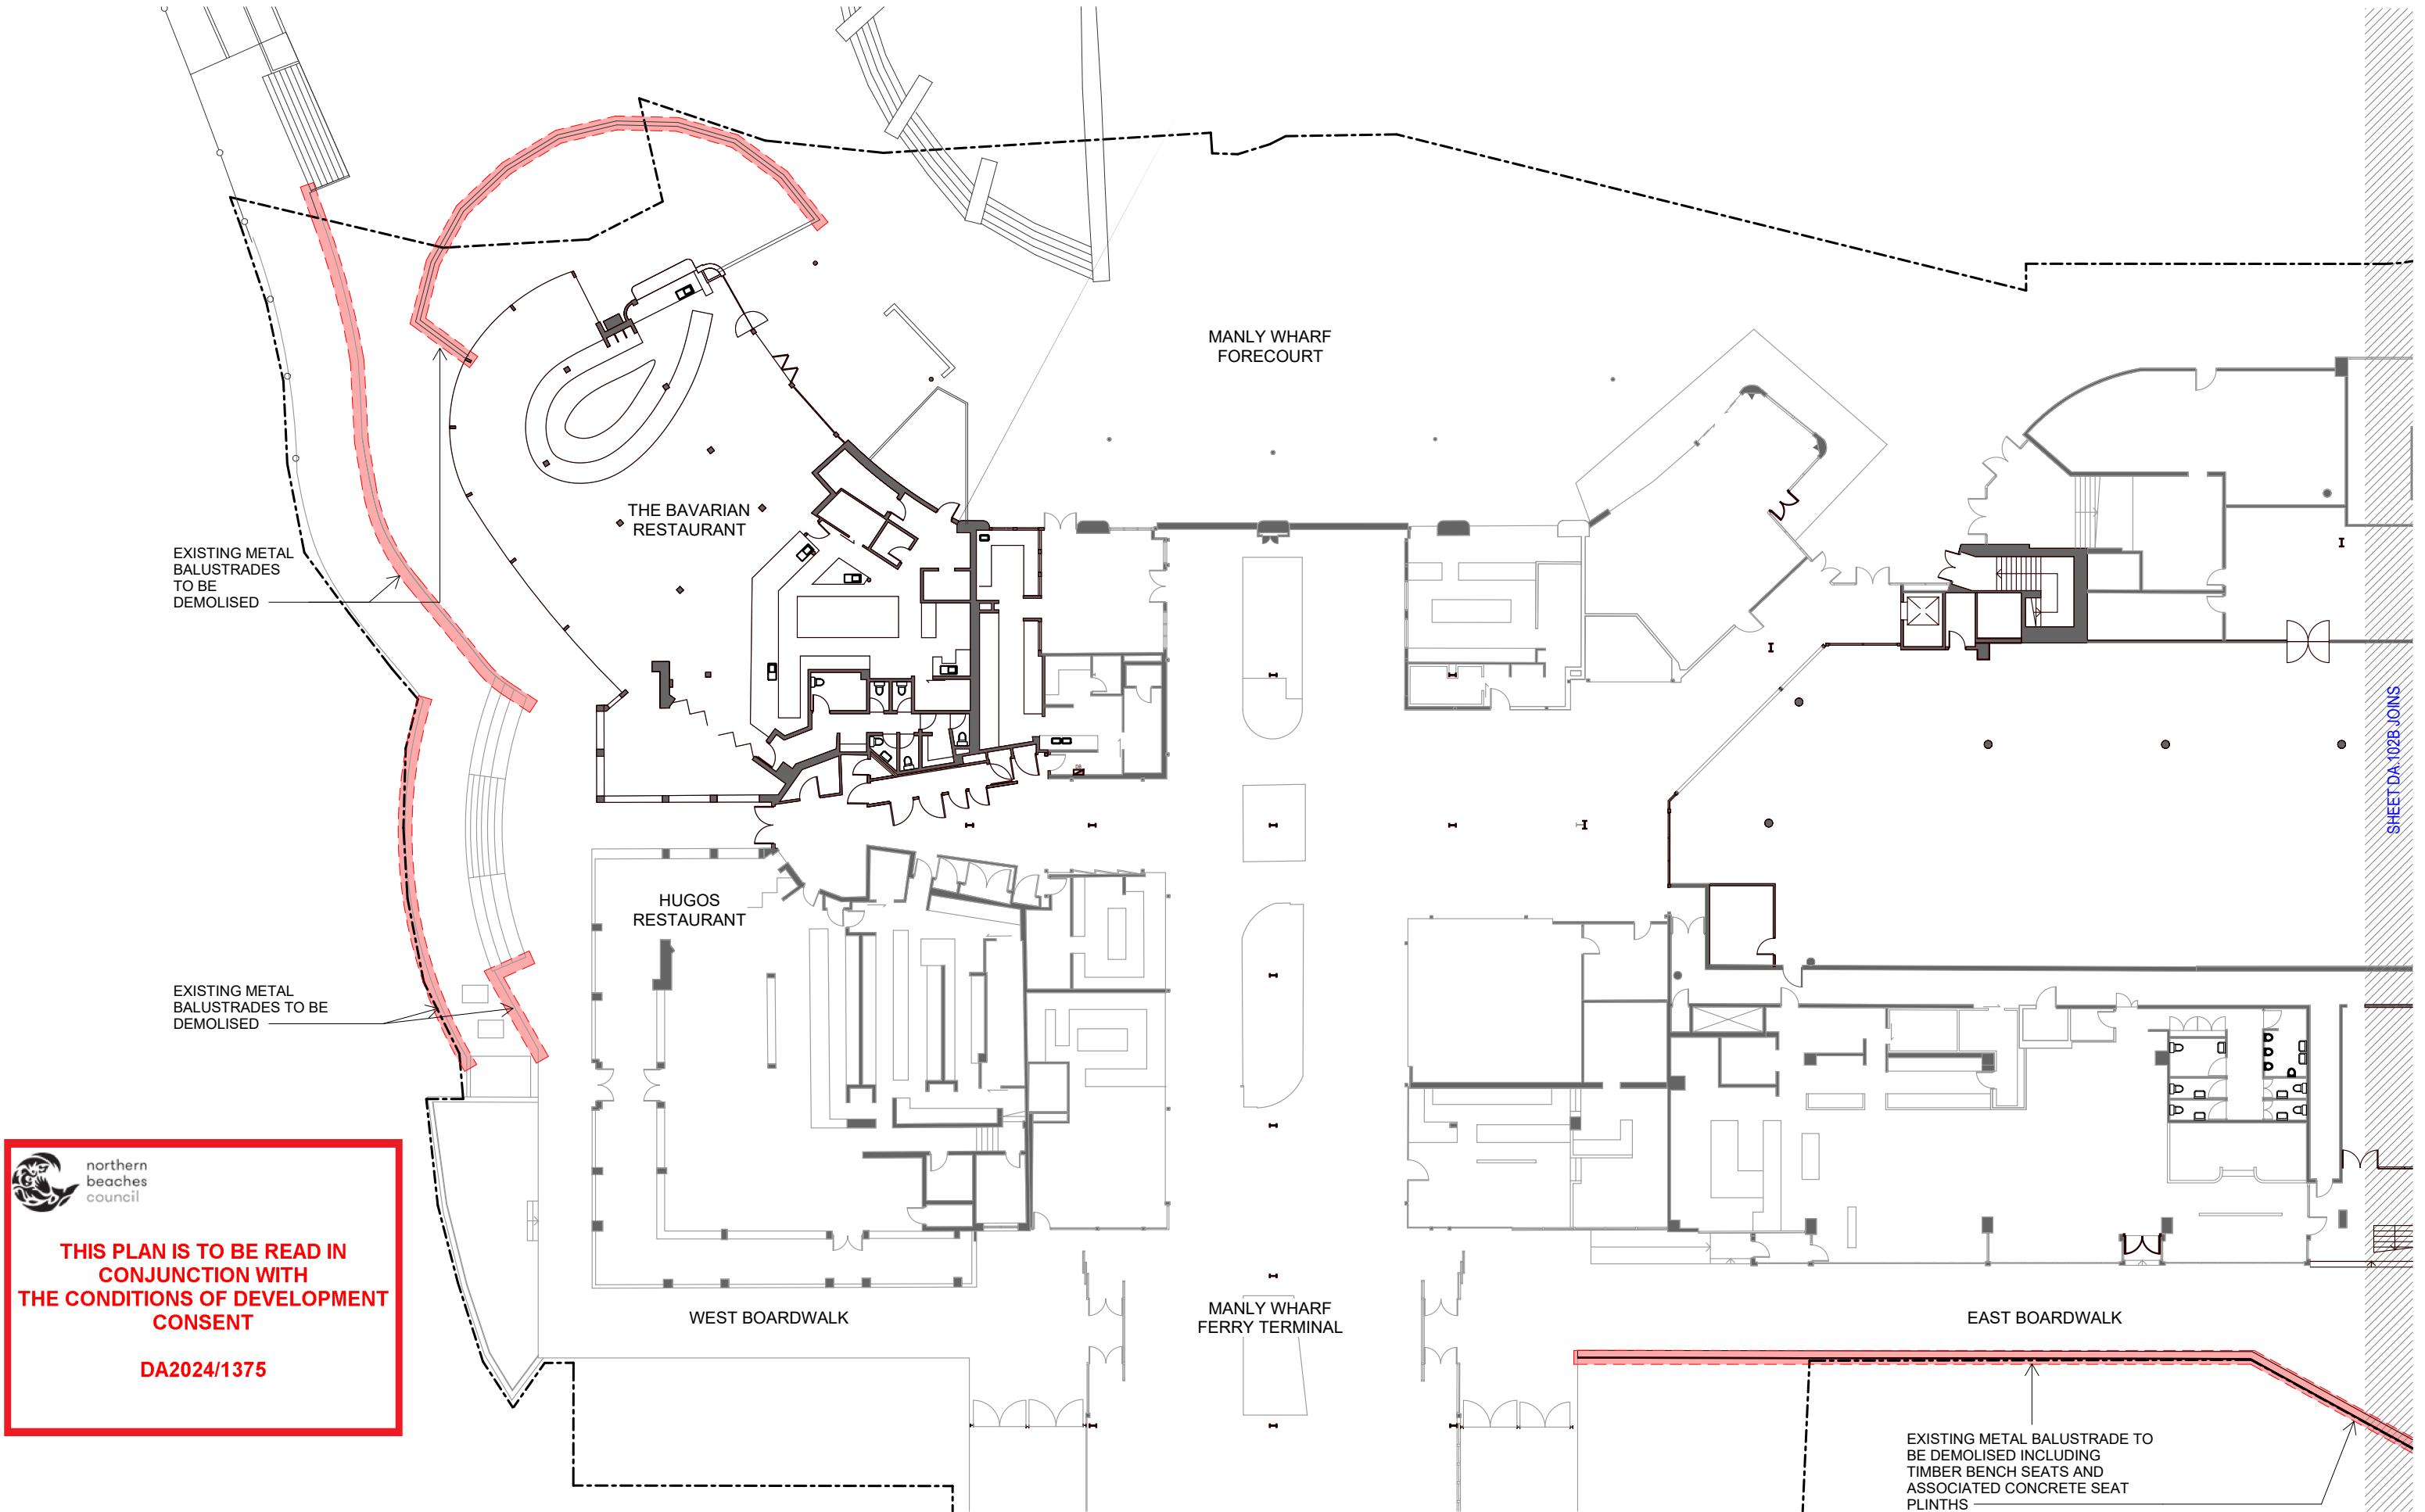 MANLY WHARF
FORECOURT
THE BAVARIAN
RESTAURANT
EXISTING METAL
BALUSTRADES
TO BE
DEMOLISED
SHEET DA.102B JOINS
HUGOS
RESTAURANT
EXISTING METAL
BALUSTRADES TO BE
DEMOLISED
northern
beaches
council
THIS PLAN IS TO BE READ IN
CONJUNCTION WITH
THE CONDITIONS OF DEVELOPMENT
CONSENT
DA2024/1375
WEST BOARDWALK
MANLY WHARF
FERRY TERMINAL
EAST BOARDWALK
EXISTING METAL BALUSTRADE TO
BE DEMOLISED INCLUDING
TIMBER BENCH SEATS AND
ASSOCIATED CONCRETE SEAT
PLINTHS